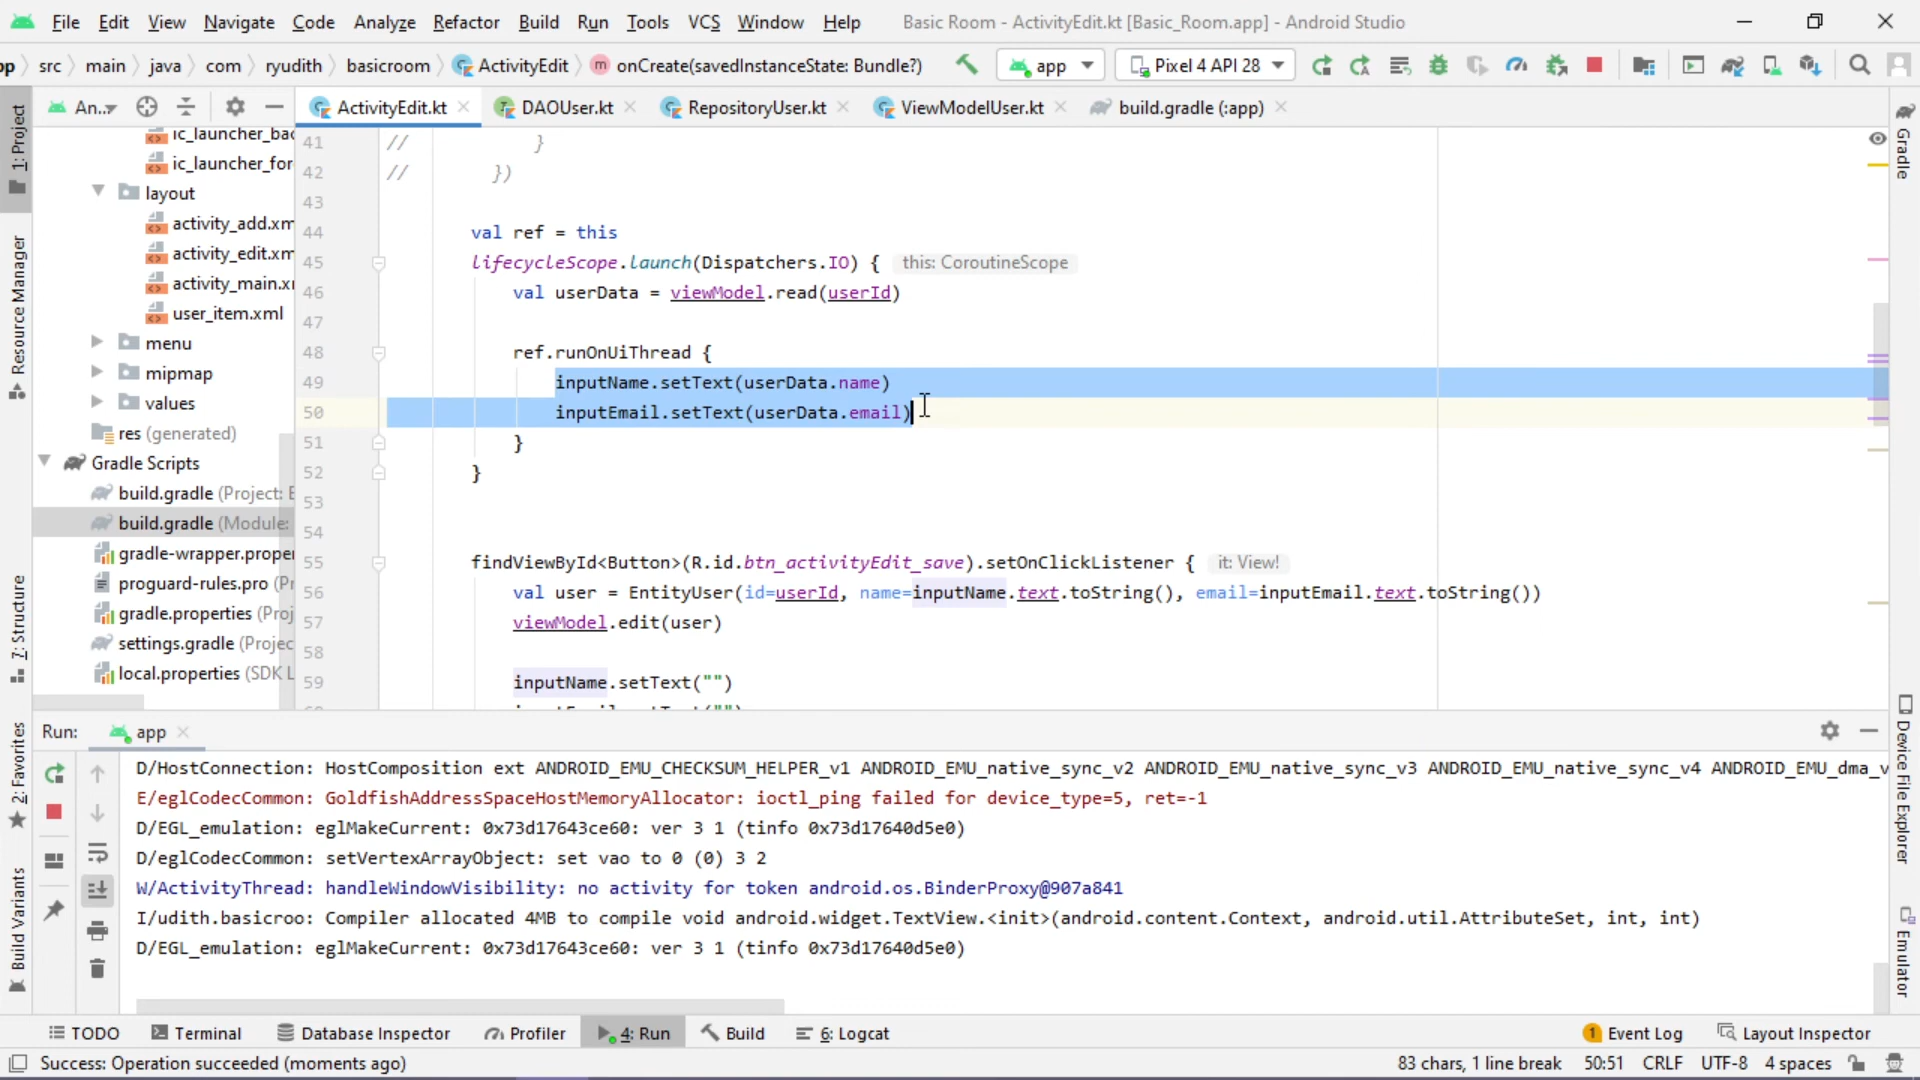 File Edit View Navigate Code Analyze Refactor Build Run Tools VCS Window Help Basic Room - ActivityEdit.kt [Basic_Room.app] - Android Studio
pp src main java com ryudith basicroom ActivityEdit m onCreate(savedInstanceState: Bundle?) app Pixel 4 API 28
An... ActivityEdit.kt DAOUser.kt RepositoryUser.kt ViewModelUser.kt build.gradle (:app)
1: Project
Resource Manager
7: Structure
2: Favorites
Build Variants
ic_launcher_bac
ic_launcher_for
layout
activity_add.xm
activity_edit.xm
activity_main.x
user_item.xml
menu
mipmap
values
res (generated)
Gradle Scripts
build.gradle (Project: B
build.gradle (Module:
gradle-wrapper.prope
proguard-rules.pro (Pr
gradle.properties (Proj
settings.gradle (Projec
local.properties (SDK L
41 // }
42 // })
43
44 val ref = this
45 lifecycleScope.launch(Dispatchers.IO) { this: CoroutineScope
46 val userData = viewModel.read(userId)
47
48 ref.runOnUiThread {
49 inputName.setText(userData.name)
50 inputEmail.setText(userData.email)
51 }
52 }
53
54
55 findViewById<Button>(R.id.btn_activityEdit_save).setOnClickListener { it: View!
56 val user = EntityUser(id=userId, name=inputName.text.toString(), email=inputEmail.text.toString())
57 viewModel.edit(user)
58
59 inputName.setText("")
Gradle
Device File Explorer
Emulator
Run: app
D/HostConnection: HostComposition ext ANDROID_EMU_CHECKSUM_HELPER_v1 ANDROID_EMU_native_sync_v2 ANDROID_EMU_native_sync_v3 ANDROID_EMU_native_sync_v4 ANDROID_EMU_dma_v
E/eglCodecCommon: GoldfishAddressSpaceHostMemoryAllocator: ioctl_ping failed for device_type=5, ret=-1
D/EGL_emulation: eglMakeCurrent: 0x73d17643ce60: ver 3 1 (tinfo 0x73d17640d5e0)
D/eglCodecCommon: setVertexArrayObject: set vao to 0 (0) 3 2
W/ActivityThread: handleWindowVisibility: no activity for token android.os.BinderProxy@907a841
I/udith.basicroo: Compiler allocated 4MB to compile void android.widget.TextView.<init>(android.content.Context, android.util.AttributeSet, int, int)
D/EGL_emulation: eglMakeCurrent: 0x73d17643ce60: ver 3 1 (tinfo 0x73d17640d5e0)
TODO Terminal Database Inspector Profiler 4: Run Build 6: Logcat 1 Event Log Layout Inspector
Success: Operation succeeded (moments ago) 83 chars, 1 line break 50:51 CRLF UTF-8 4 spaces